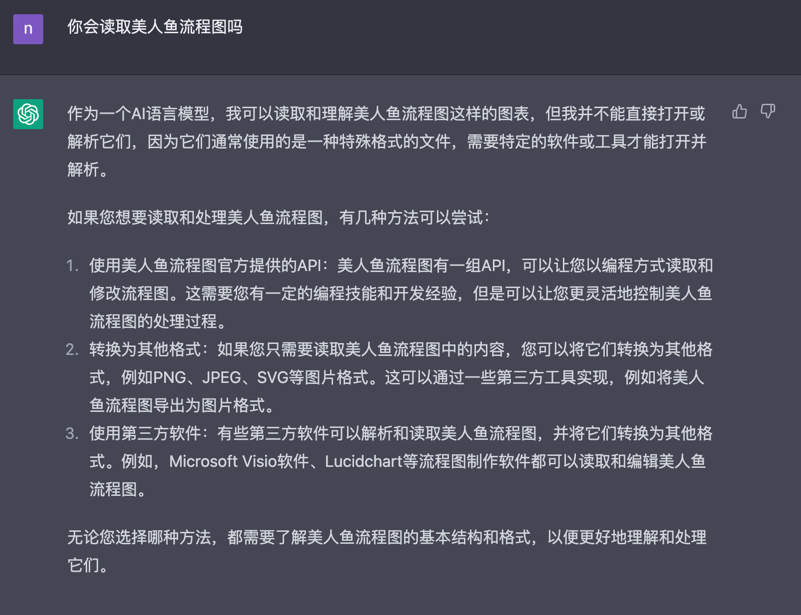 n
你会读取美人鱼流程图吗
作为一个AI语言模型，我可以读取和理解美人鱼流程图这样的图表，但我并不能直接打开或
解析它们，因为它们通常使用的是一种特殊格式的文件，需要特定的软件或工具才能打开并
解析。
如果您想要读取和处理美人鱼流程图，有几种方法可以尝试：
1. 使用美人鱼流程图官方提供的API：美人鱼流程图有一组API，可以让您以编程方式读取和
修改流程图。这需要您有一定的编程技能和开发经验，但是可以让您更灵活地控制美人鱼
流程图的处理过程。
2. 转换为其他格式：如果您只需要读取美人鱼流程图中的内容，您可以将它们转换为其他格
式，例如PNG、JPEG、SVG等图片格式。这可以通过一些第三方工具实现，例如将美人
鱼流程图导出为图片格式。
3. 使用第三方软件：有些第三方软件可以解析和读取美人鱼流程图，并将它们转换为其他格
式。例如，Microsoft Visio软件、Lucidchart等流程图制作软件都可以读取和编辑美人鱼
流程图。
无论您选择哪种方法，都需要了解美人鱼流程图的基本结构和格式，以便更好地理解和处理
它们。